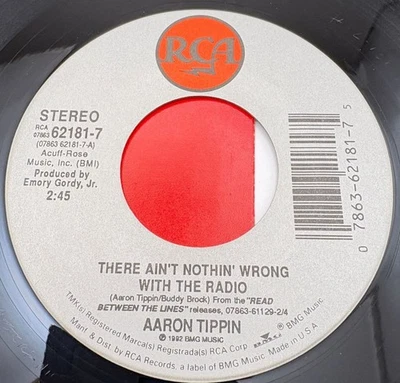 RCA
STEREO
RCA
07863 62181-7
(07863 62181-7-A)
Acuff-Rose
Music, Inc. (BMI)
Produced by
Emory Gordy, Jr.
2:45
0 7863-62181-7 5
THERE AIN'T NOTHIN' WRONG
WITH THE RADIO
(Aaron Tippin/Buddy Brock) From the "READ
BETWEEN THE LINES" releases, 07863-61129-2/4
AARON TIPPIN
℗ 1992 BMG MUSIC
TMK(s) Registered Marca(s) Registrada(s) RCA Corp BMG ® BMG Music
Mant. & Dist. by RCA Records, a label of BMG Music. Made in U.S.A